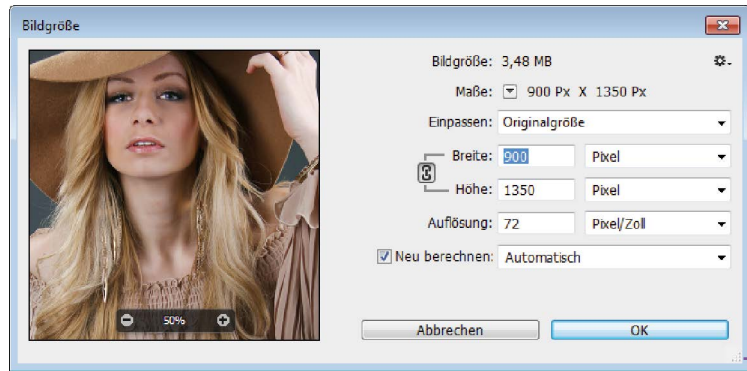 Bildgröße
Bildgröße: 3,48 MB
Maße: 900 Px X 1350 Px
Einpassen: Originalgröße
Breite: 900 Pixel
Höhe: 1350 Pixel
Auflösung: 72 Pixel/Zoll
Neu berechnen: Automatisch
50%
Abbrechen OK